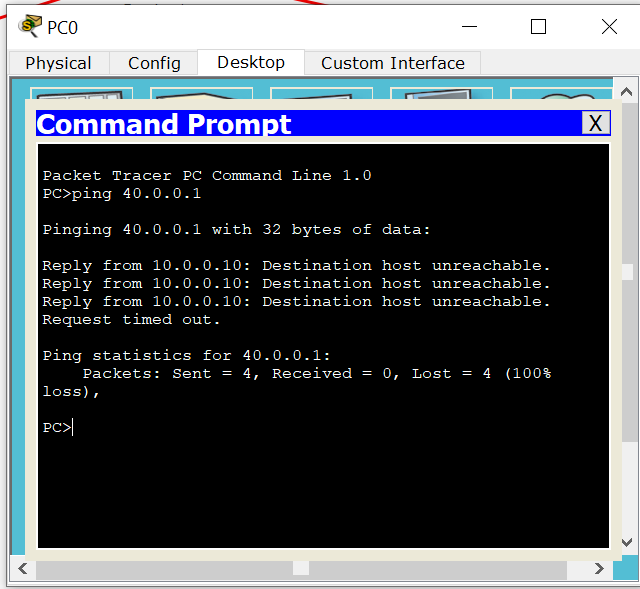 PC0
Physical Config Desktop Custom Interface
Command Prompt X
Packet Tracer PC Command Line 1.0
PC>ping 40.0.0.1
Pinging 40.0.0.1 with 32 bytes of data:
Reply from 10.0.0.10: Destination host unreachable.
Reply from 10.0.0.10: Destination host unreachable.
Reply from 10.0.0.10: Destination host unreachable.
Request timed out.
Ping statistics for 40.0.0.1:
Packets: Sent = 4, Received = 0, Lost = 4 (100%
loss),
PC>